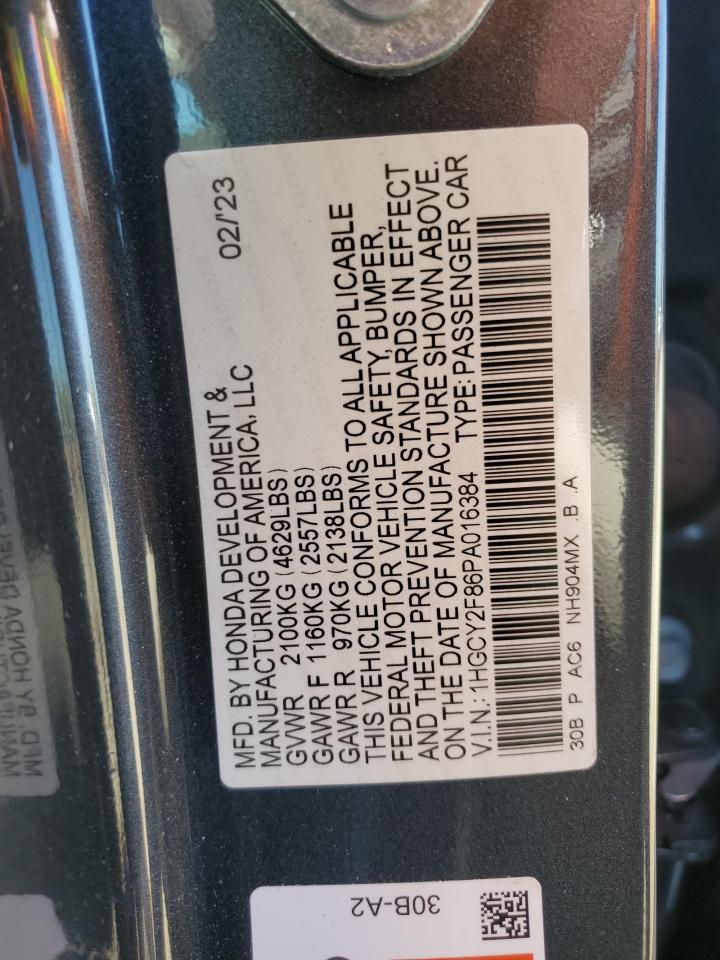 MFD. BY HONDA DEVELOPMENT & 02/'23
MANUFACTURING OF AMERICA, LLC
GVWR 2100KG (4629LBS)
GAWR F 1160KG (2557LBS)
GAWR R 970KG (2138LBS)
THIS VEHICLE CONFORMS TO ALL APPLICABLE
FEDERAL MOTOR VEHICLE SAFETY, BUMPER,
AND THEFT PREVENTION STANDARDS IN EFFECT
ON THE DATE OF MANUFACTURE SHOWN ABOVE.
V.I.N.: 1HGCY2F86PA016384 TYPE: PASSENGER CAR
30B P AC6 NH904MX .B .A
30B-A2